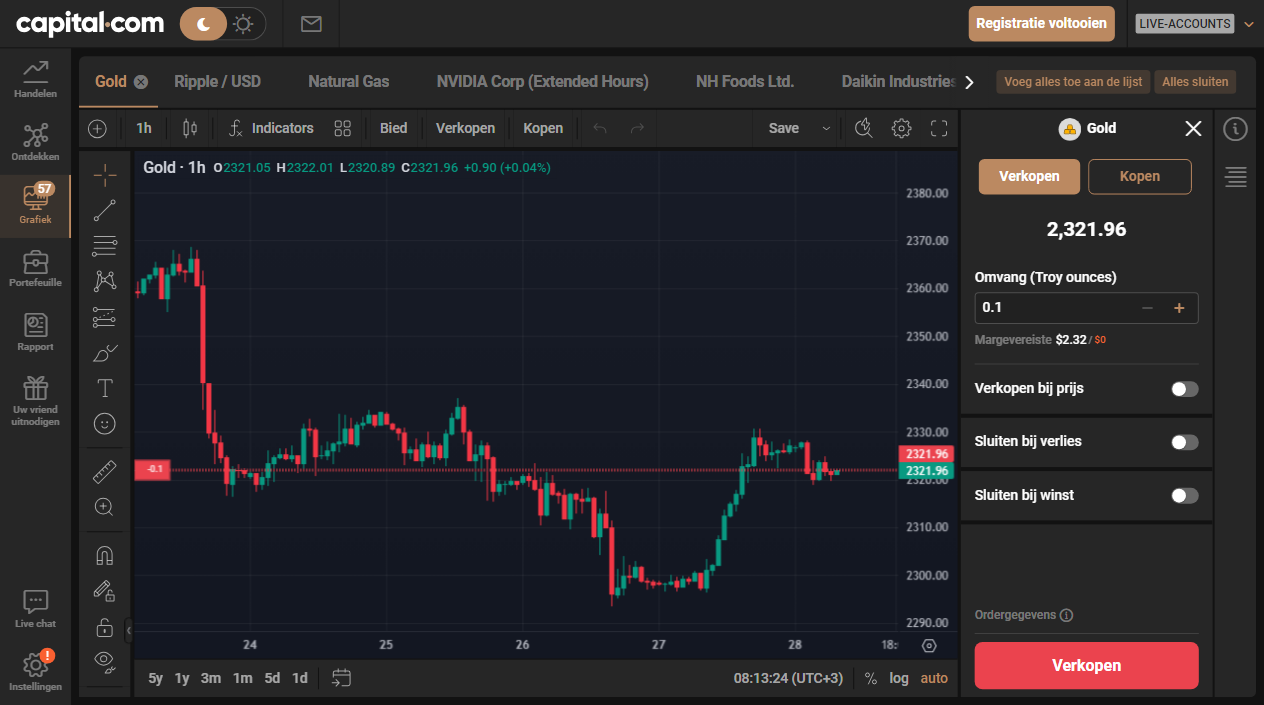 capital.com
Registratie voltooien
LIVE-ACCOUNTS
Handelen
Ontdekken
57
Grafiek
Portefeuille
Rapport
Uw vriend
uitnodigen
Live chat
!
Instellingen
Gold
Ripple / USD
Natural Gas
NVIDIA Corp (Extended Hours)
NH Foods Ltd.
Daikin Industries
Voeg alles toe aan de lijst
Alles sluiten
1h
Indicators
Bied
Verkopen
Kopen
Save
Gold · 1h O2321.05 H2322.01 L2320.89 C2321.96 +0.90 (+0.04%)
2380.00
2370.00
2360.00
2350.00
2340.00
2330.00
2321.96
2321.96
2320.00
2310.00
2300.00
2290.00
-0.1
24
25
26
27
28
18:
5y
1y
3m
1m
5d
1d
08:13:24 (UTC+3)
%
log
auto
Gold
Verkopen
Kopen
2,321.96
Omvang (Troy ounces)
0.1
Margevereiste $2.32 / $0
Verkopen bij prijs
Sluiten bij verlies
Sluiten bij winst
Ordergegevens
Verkopen